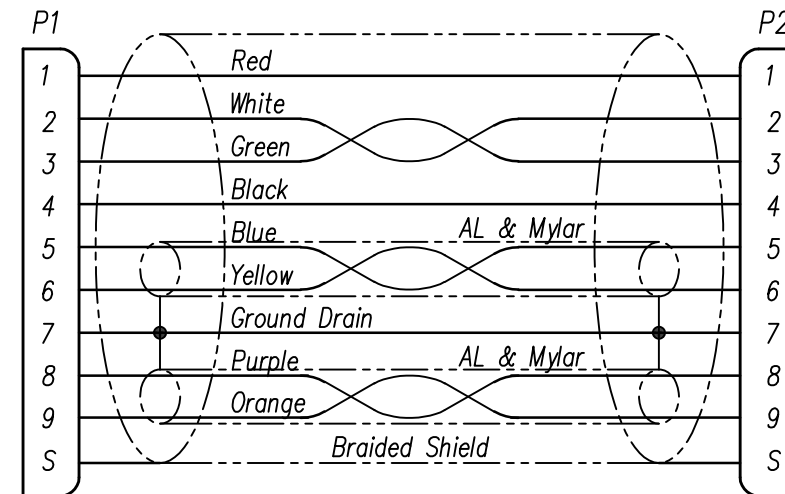 P1 P2
1 Red 1
2 White 2
3 Green 3
4 Black 4
5 Blue AL & Mylar 5
6 Yellow 6
7 Ground Drain 7
8 Purple AL & Mylar 8
9 Orange 9
S Braided Shield S